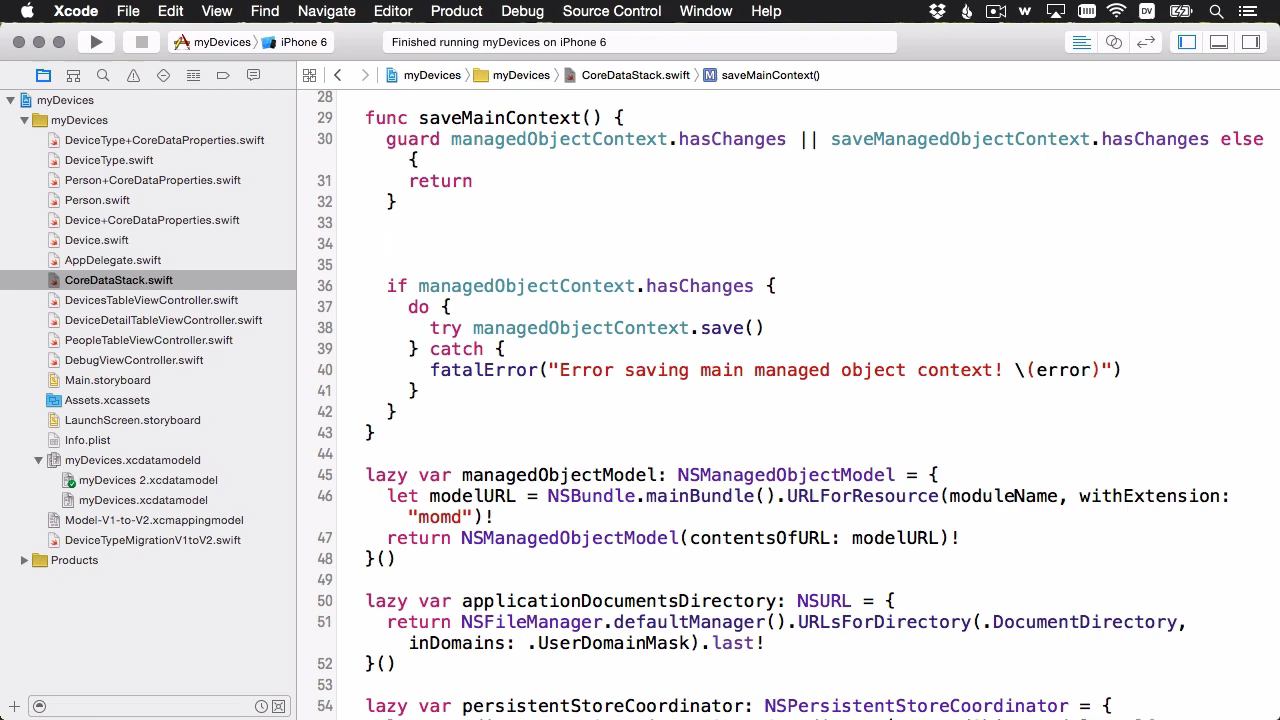 Xcode File Edit View Find Navigate Editor Product Debug Source Control Window Help
myDevices iPhone 6 Finished running myDevices on iPhone 6
myDevices myDevices CoreDataStack.swift M saveMainContext()
myDevices
myDevices
DeviceType+CoreDataProperties.swift
DeviceType.swift
Person+CoreDataProperties.swift
Person.swift
Device+CoreDataProperties.swift
Device.swift
AppDelegate.swift
CoreDataStack.swift
DevicesTableViewController.swift
DeviceDetailTableViewController.swift
PeopleTableViewController.swift
DebugViewController.swift
Main.storyboard
Assets.xcassets
LaunchScreen.storyboard
Info.plist
myDevices.xcdatamodeld
myDevices 2.xcdatamodel
myDevices.xcdatamodel
Model-V1-to-V2.xcmappingmodel
DeviceTypeMigrationV1toV2.swift
Products
28
29 func saveMainContext() {
30 guard managedObjectContext.hasChanges || saveManagedObjectContext.hasChanges else
{
31 return
32 }
33
34
35
36 if managedObjectContext.hasChanges {
37 do {
38 try managedObjectContext.save()
39 } catch {
40 fatalError("Error saving main managed object context! \(error)")
41 }
42 }
43 }
44
45 lazy var managedObjectModel: NSManagedObjectModel = {
46 let modelURL = NSBundle.mainBundle().URLForResource(moduleName, withExtension:
"momd")!
47 return NSManagedObjectModel(contentsOfURL: modelURL)!
48 }()
49
50 lazy var applicationDocumentsDirectory: NSURL = {
51 return NSFileManager.defaultManager().URLsForDirectory(.DocumentDirectory,
inDomains: .UserDomainMask).last!
52 }()
53
54 lazy var persistentStoreCoordinator: NSPersistentStoreCoordinator = {